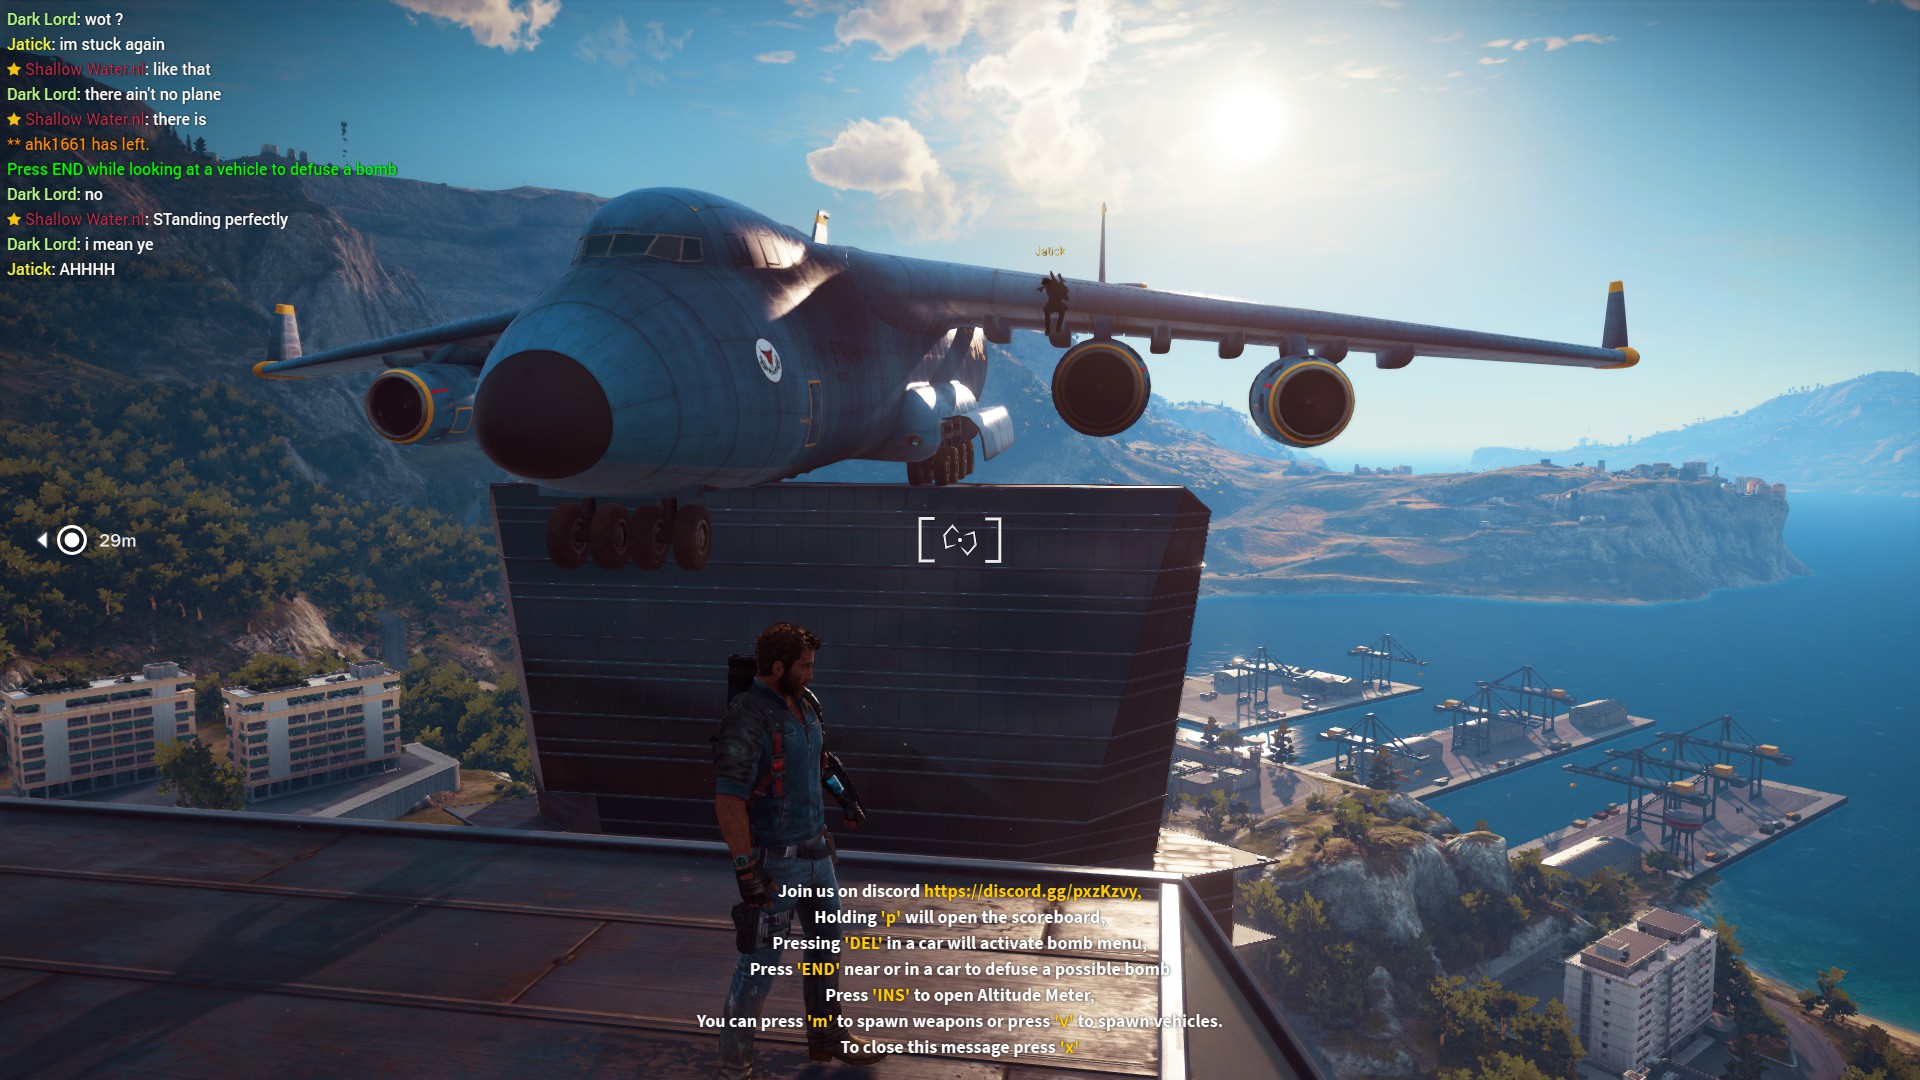 Dark Lord: wot ?
Jatick: im stuck again
Shallow Water.nl: like that
Dark Lord: there ain't no plane
Shallow Water.nl: there is
** ahk1661 has left.
Press END while looking at a vehicle to defuse a bomb
Dark Lord: no
Shallow Water.nl: STanding perfectly
Dark Lord: i mean ye
Jatick: AHHHH
Jatick
29m
Join us on discord https://discord.gg/pxzKzvy,
Holding 'p' will open the scoreboard,
Pressing 'DEL' in a car will activate bomb menu,
Press 'END' near or in a car to defuse a possible bomb
Press 'INS' to open Altitude Meter,
You can press 'm' to spawn weapons or press 'v' to spawn vehicles.
To close this message press 'x'